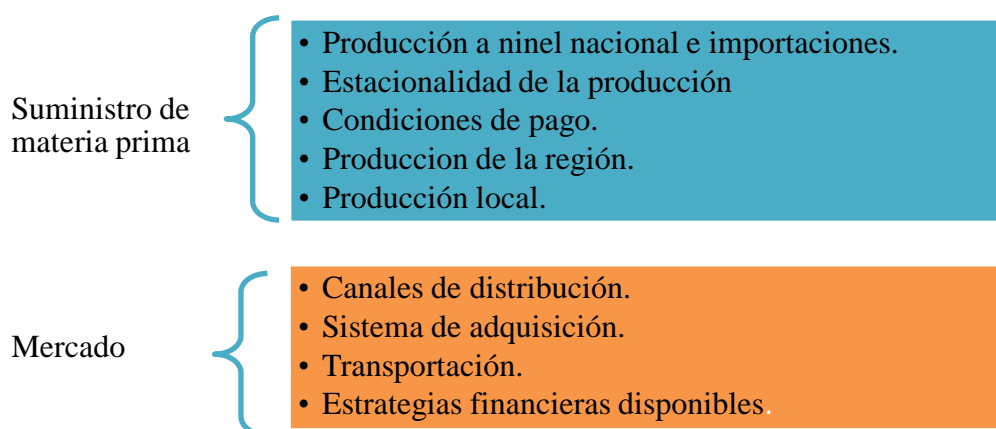 Suministro de
materia prima
• Producción a ninel nacional e importaciones.
• Estacionalidad de la producción
• Condiciones de pago.
• Produccion de la región.
• Producción local.
Mercado
• Canales de distribución.
• Sistema de adquisición.
• Transportación.
• Estrategias financieras disponibles.